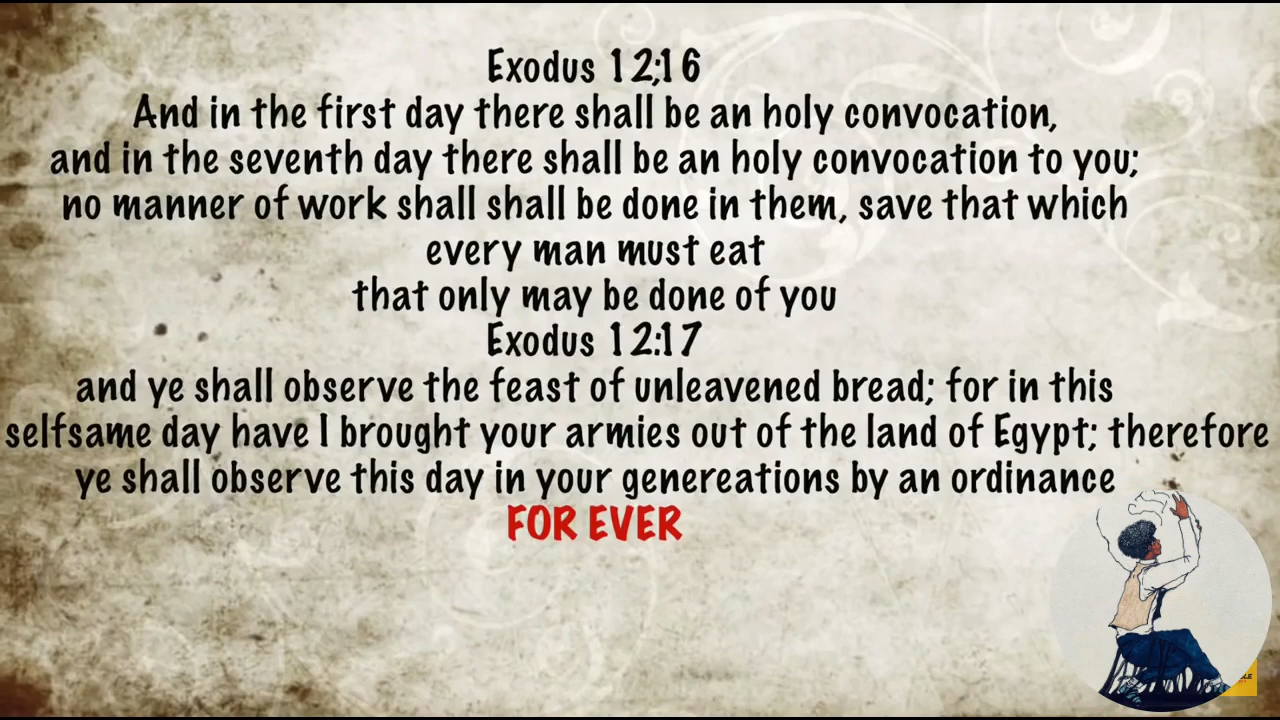 Exodus 12;16
And in the first day there shall be an holy convocation,
and in the seventh day there shall be an holy convocation to you;
no manner of work shall shall be done in them, save that which
every man must eat
that only may be done of you
Exodus 12:17
and ye shall observe the feast of unleavened bread; for in this
selfsame day have I brought your armies out of the land of Egypt; therefore
ye shall observe this day in your genereations by an ordinance
FOR EVER